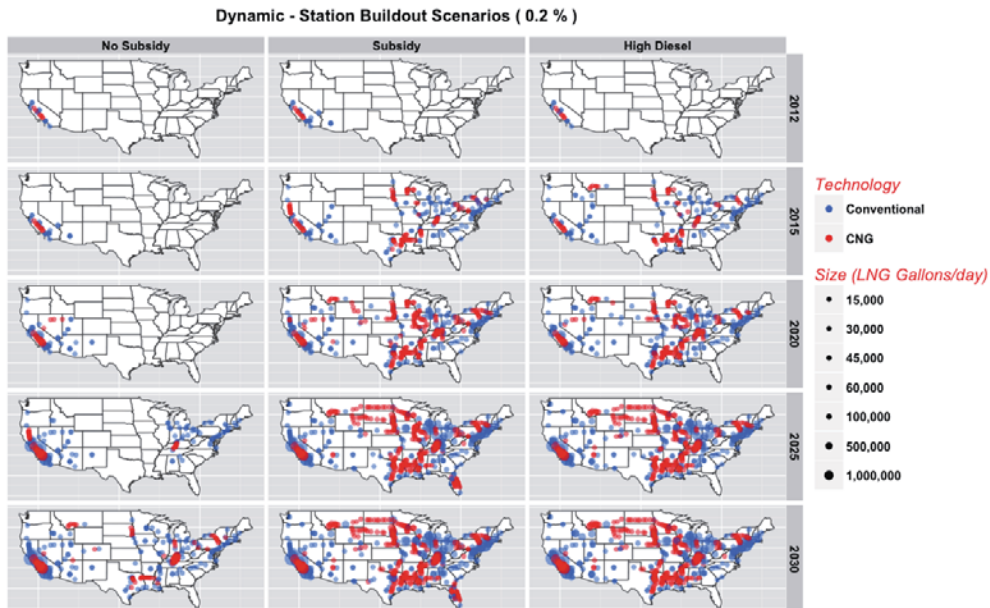 Dynamic - Station Buildout Scenarios ( 0.2 % )
No Subsidy
Subsidy
High Diesel
2012
2015
2020
2025
2030
Technology
Conventional
CNG
Size (LNG Gallons/day)
15,000
30,000
45,000
60,000
100,000
500,000
1,000,000